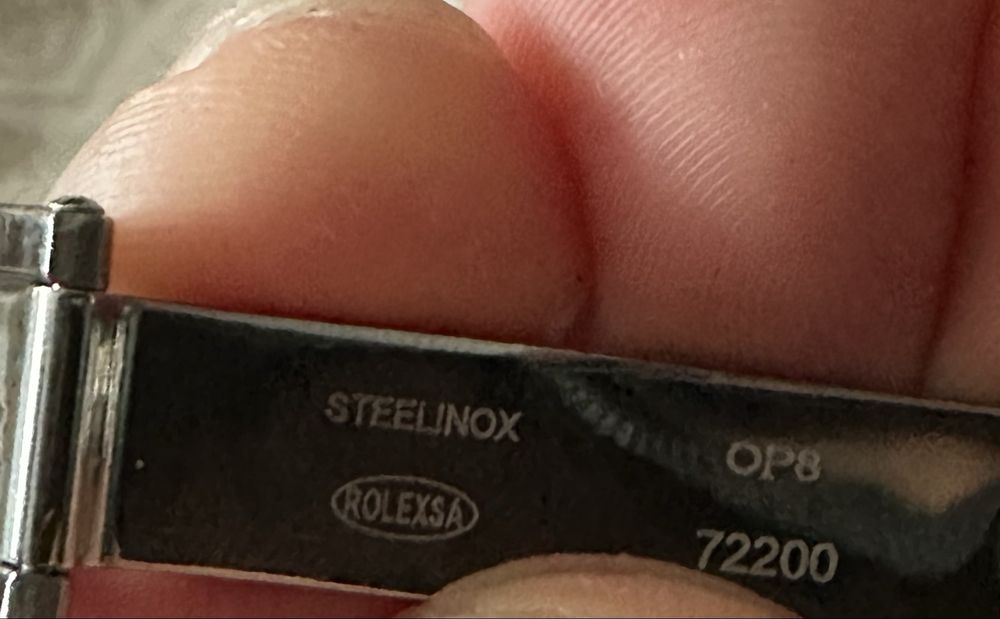 STEELINOX
ROLEXSA
OP8
72200